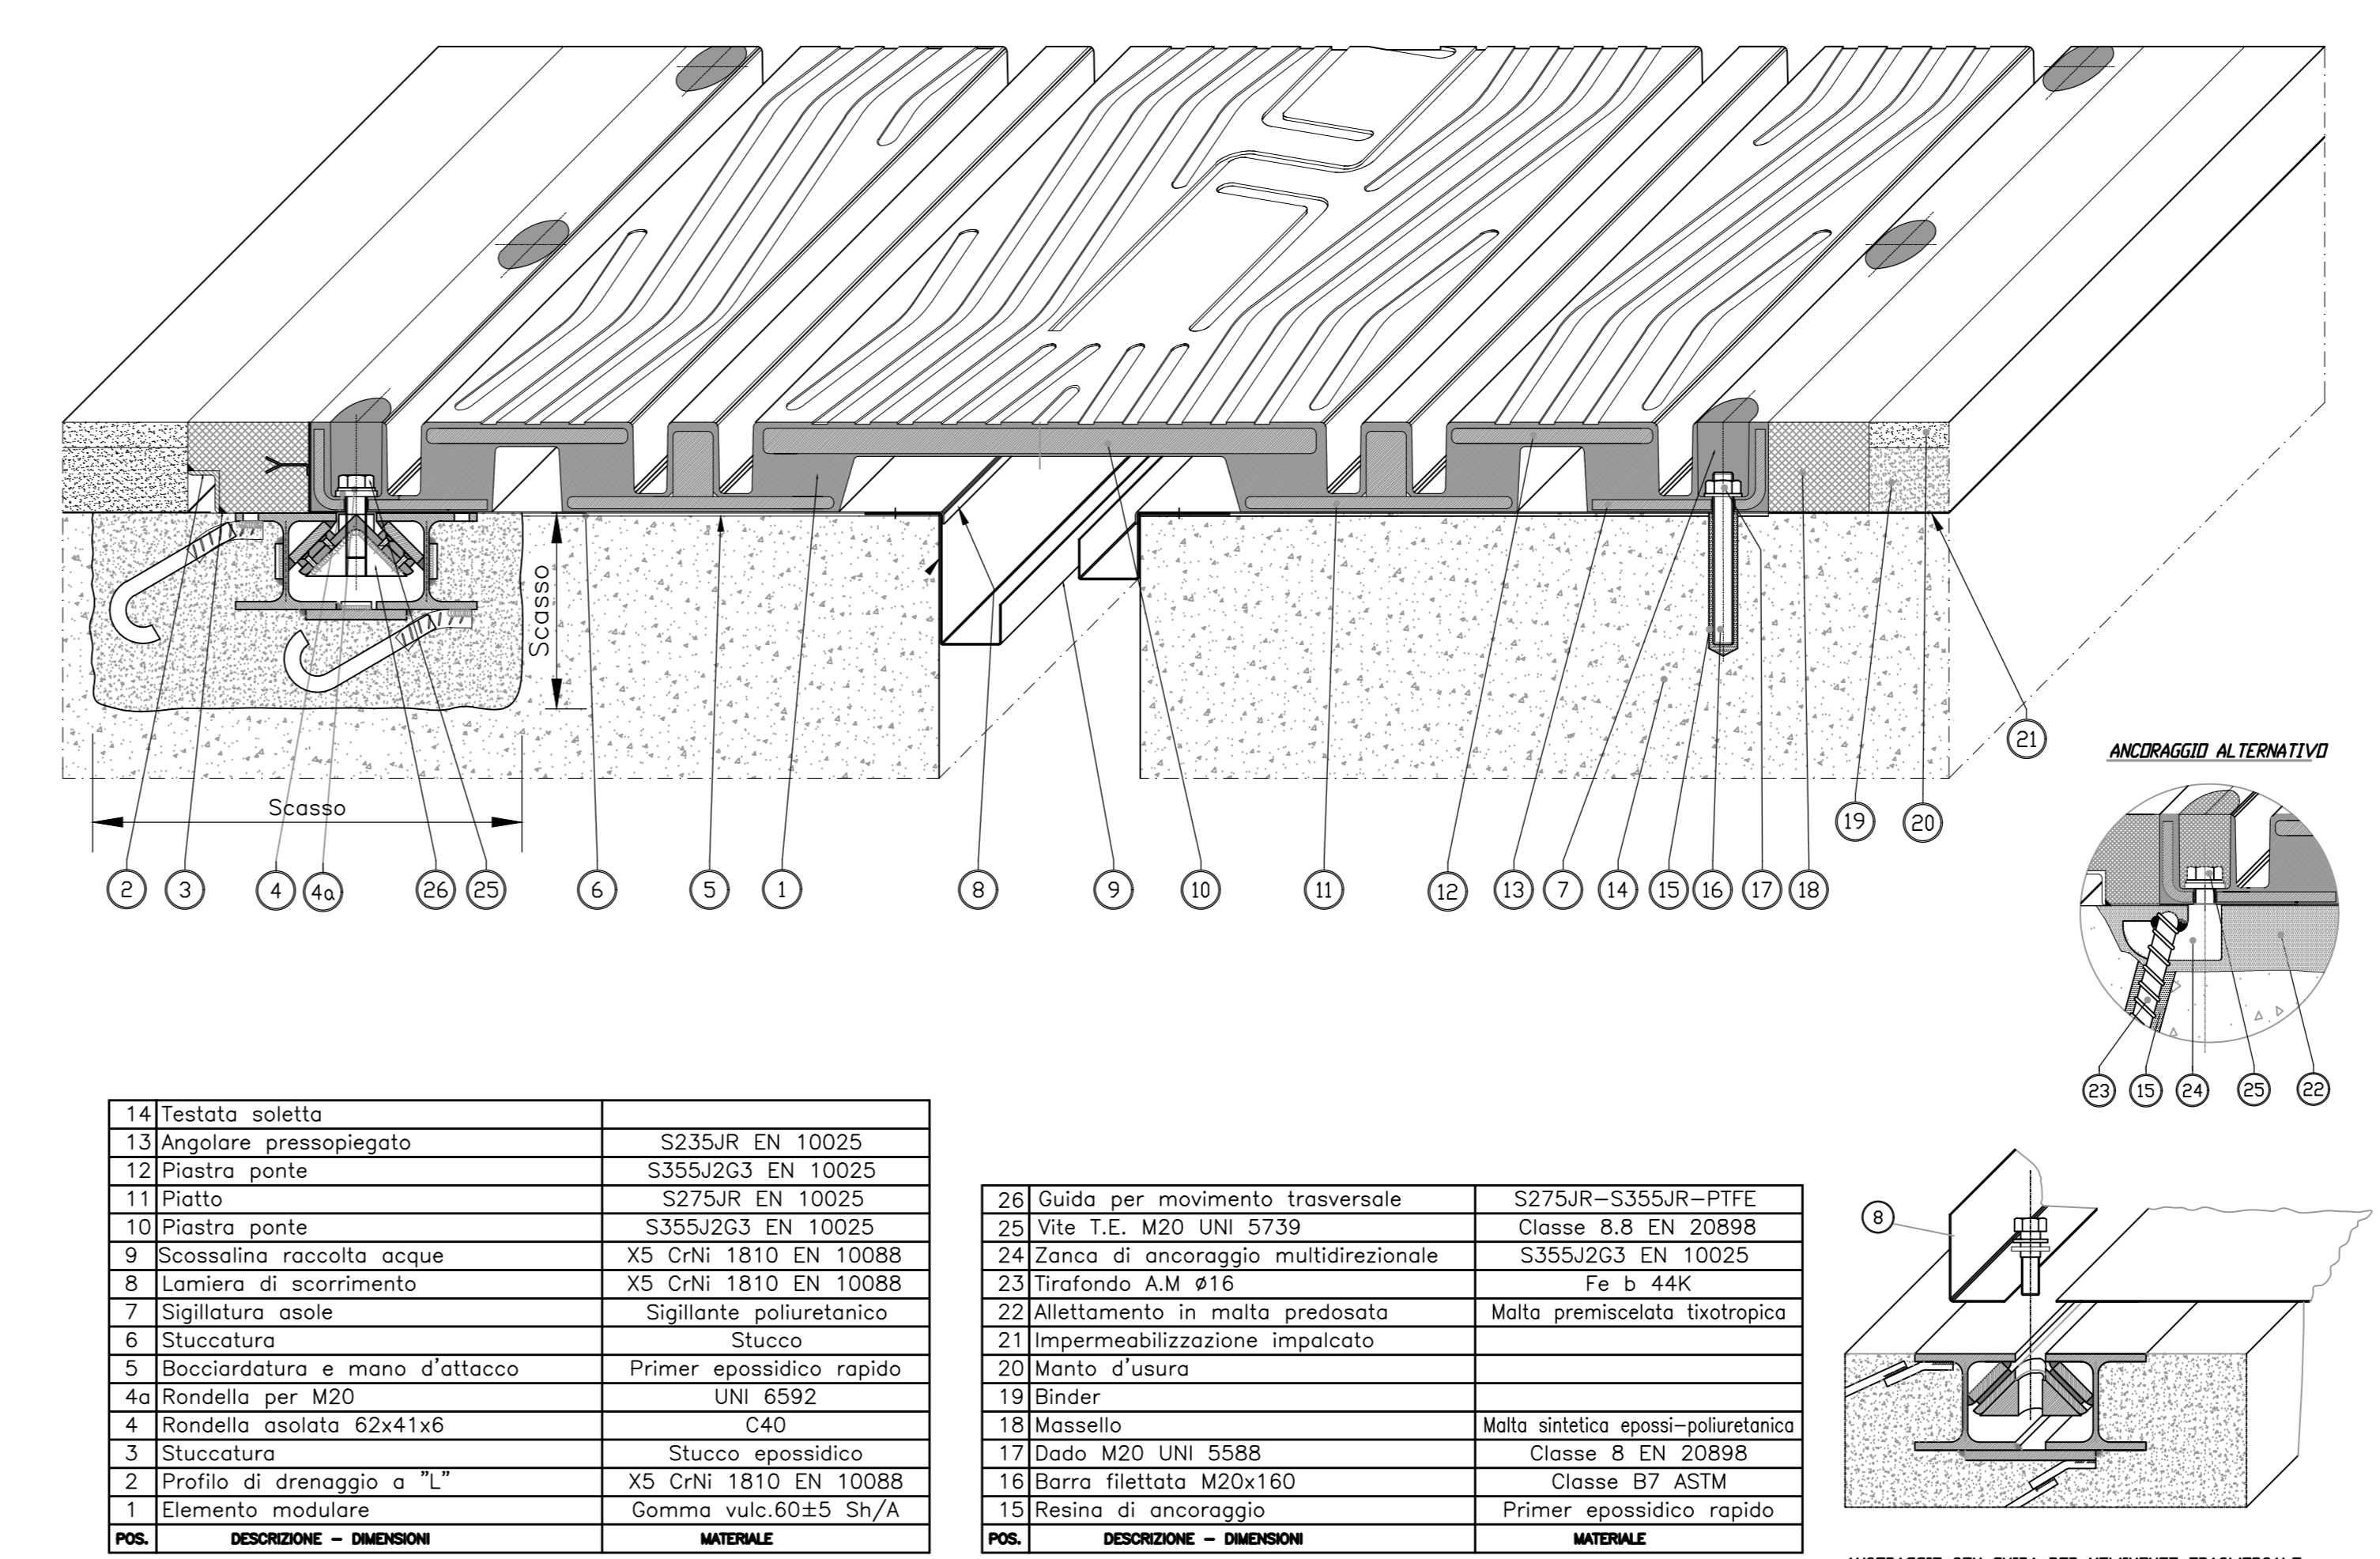 Scasso
Scasso
2
3
4
4a
26
25
6
5
1
8
9
10
11
12
13
7
14
15
16
17
18
19
20
21
ANCORAGGIO ALTERNATIVO
23
15
24
25
22
8
14 Testata soletta
13 Angolare pressopiegato S235JR EN 10025
12 Piastra ponte S355J2G3 EN 10025
11 Piatto S275JR EN 10025
10 Piastra ponte S355J2G3 EN 10025
9 Scossalina raccolta acque X5 CrNi 1810 EN 10088
8 Lamiera di scorrimento X5 CrNi 1810 EN 10088
7 Sigillatura asole Sigillante poliuretanico
6 Stuccatura Stucco
5 Bocciardatura e mano d'attacco Primer epossidico rapido
4a Rondella per M20 UNI 6592
4 Rondella asolata 62x41x6 C40
3 Stuccatura Stucco epossidico
2 Profilo di drenaggio a "L" X5 CrNi 1810 EN 10088
1 Elemento modulare Gomma vulc.60±5 Sh/A
POS. DESCRIZIONE – DIMENSIONI MATERIALE
26 Guida per movimento trasversale S275JR–S355JR–PTFE
25 Vite T.E. M20 UNI 5739 Classe 8.8 EN 20898
24 Zanca di ancoraggio multidirezionale S355J2G3 EN 10025
23 Tirafondo A.M ø16 Fe b 44K
22 Allettamento in malta predosata Malta premiscelata tixotropica
21 Impermeabilizzazione impalcato
20 Manto d'usura
19 Binder
18 Massello Malta sintetica epossi–poliuretanica
17 Dado M20 UNI 5588 Classe 8 EN 20898
16 Barra filettata M20x160 Classe B7 ASTM
15 Resina di ancoraggio Primer epossidico rapido
POS. DESCRIZIONE – DIMENSIONI MATERIALE